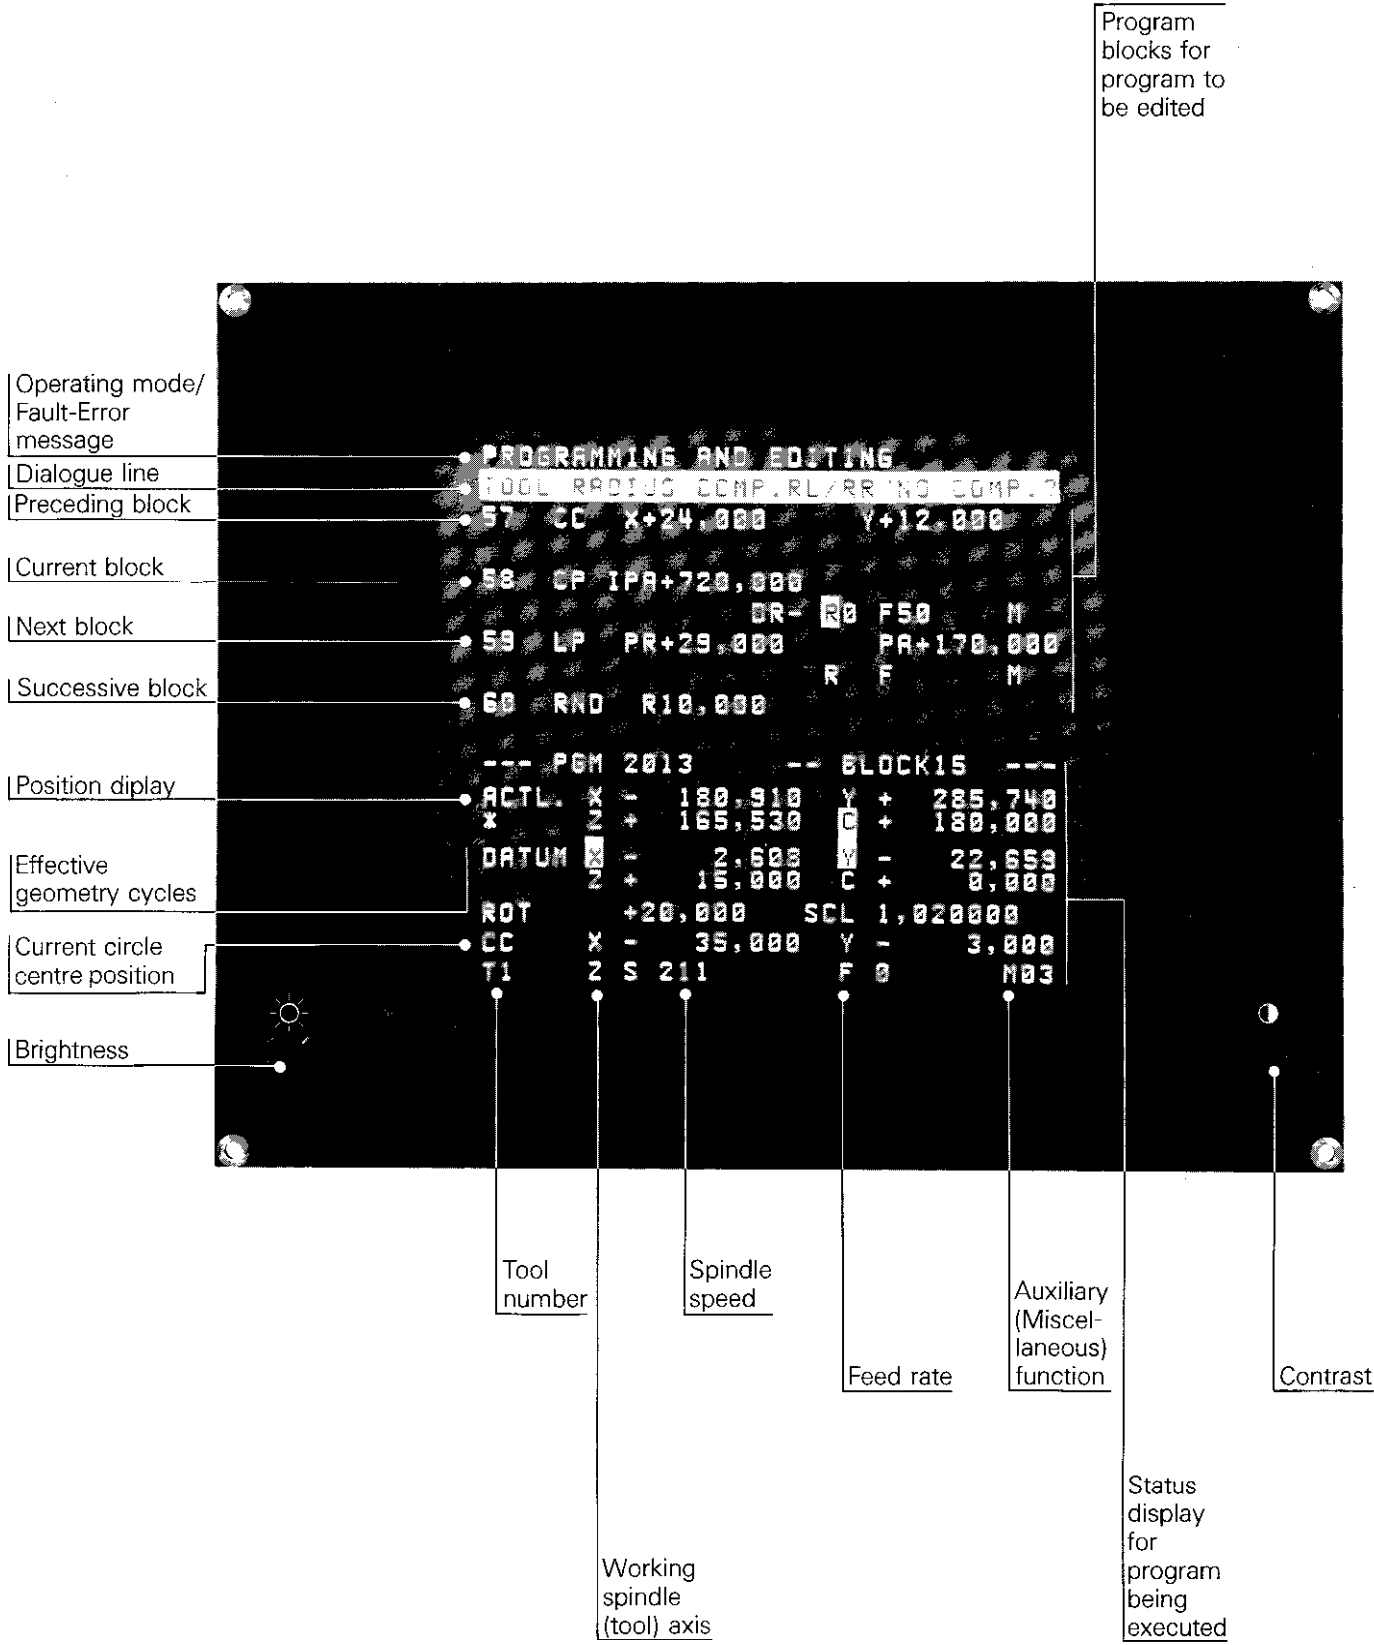 Program
blocks for
program to
be edited
Operating mode/
Fault-Error
message
Dialogue line
Preceding block
Current block
Next block
Successive block
Position diplay
Effective
geometry cycles
Current circle
centre position
Brightness
PROGRAMMING AND EDITING
TOOL RADIUS COMP.RL/RR/NO COMP.?
57 CC X+24,000 Y+12,000
58 CP IPA+720,000
DR- R0 F50 M
59 LP PR+29,000 PA+170,000
R F M
60 RND R10,000
--- PGM 2013 -- BLOCK15 ---
ACTL. X - 180,910 Y + 285,740
* Z + 165,530 C + 180,000
DATUM X - 2,608 Y - 22,659
Z + 15,000 C + 0,000
ROT +20,000 SCL 1,020000
CC X - 35,000 Y - 3,000
T1 Z S 211 F 0 M03
Tool
number
Spindle
speed
Auxiliary
(Miscel-
laneous)
function
Feed rate
Contrast
Status
display
for
program
being
executed
Working
spindle
(tool) axis